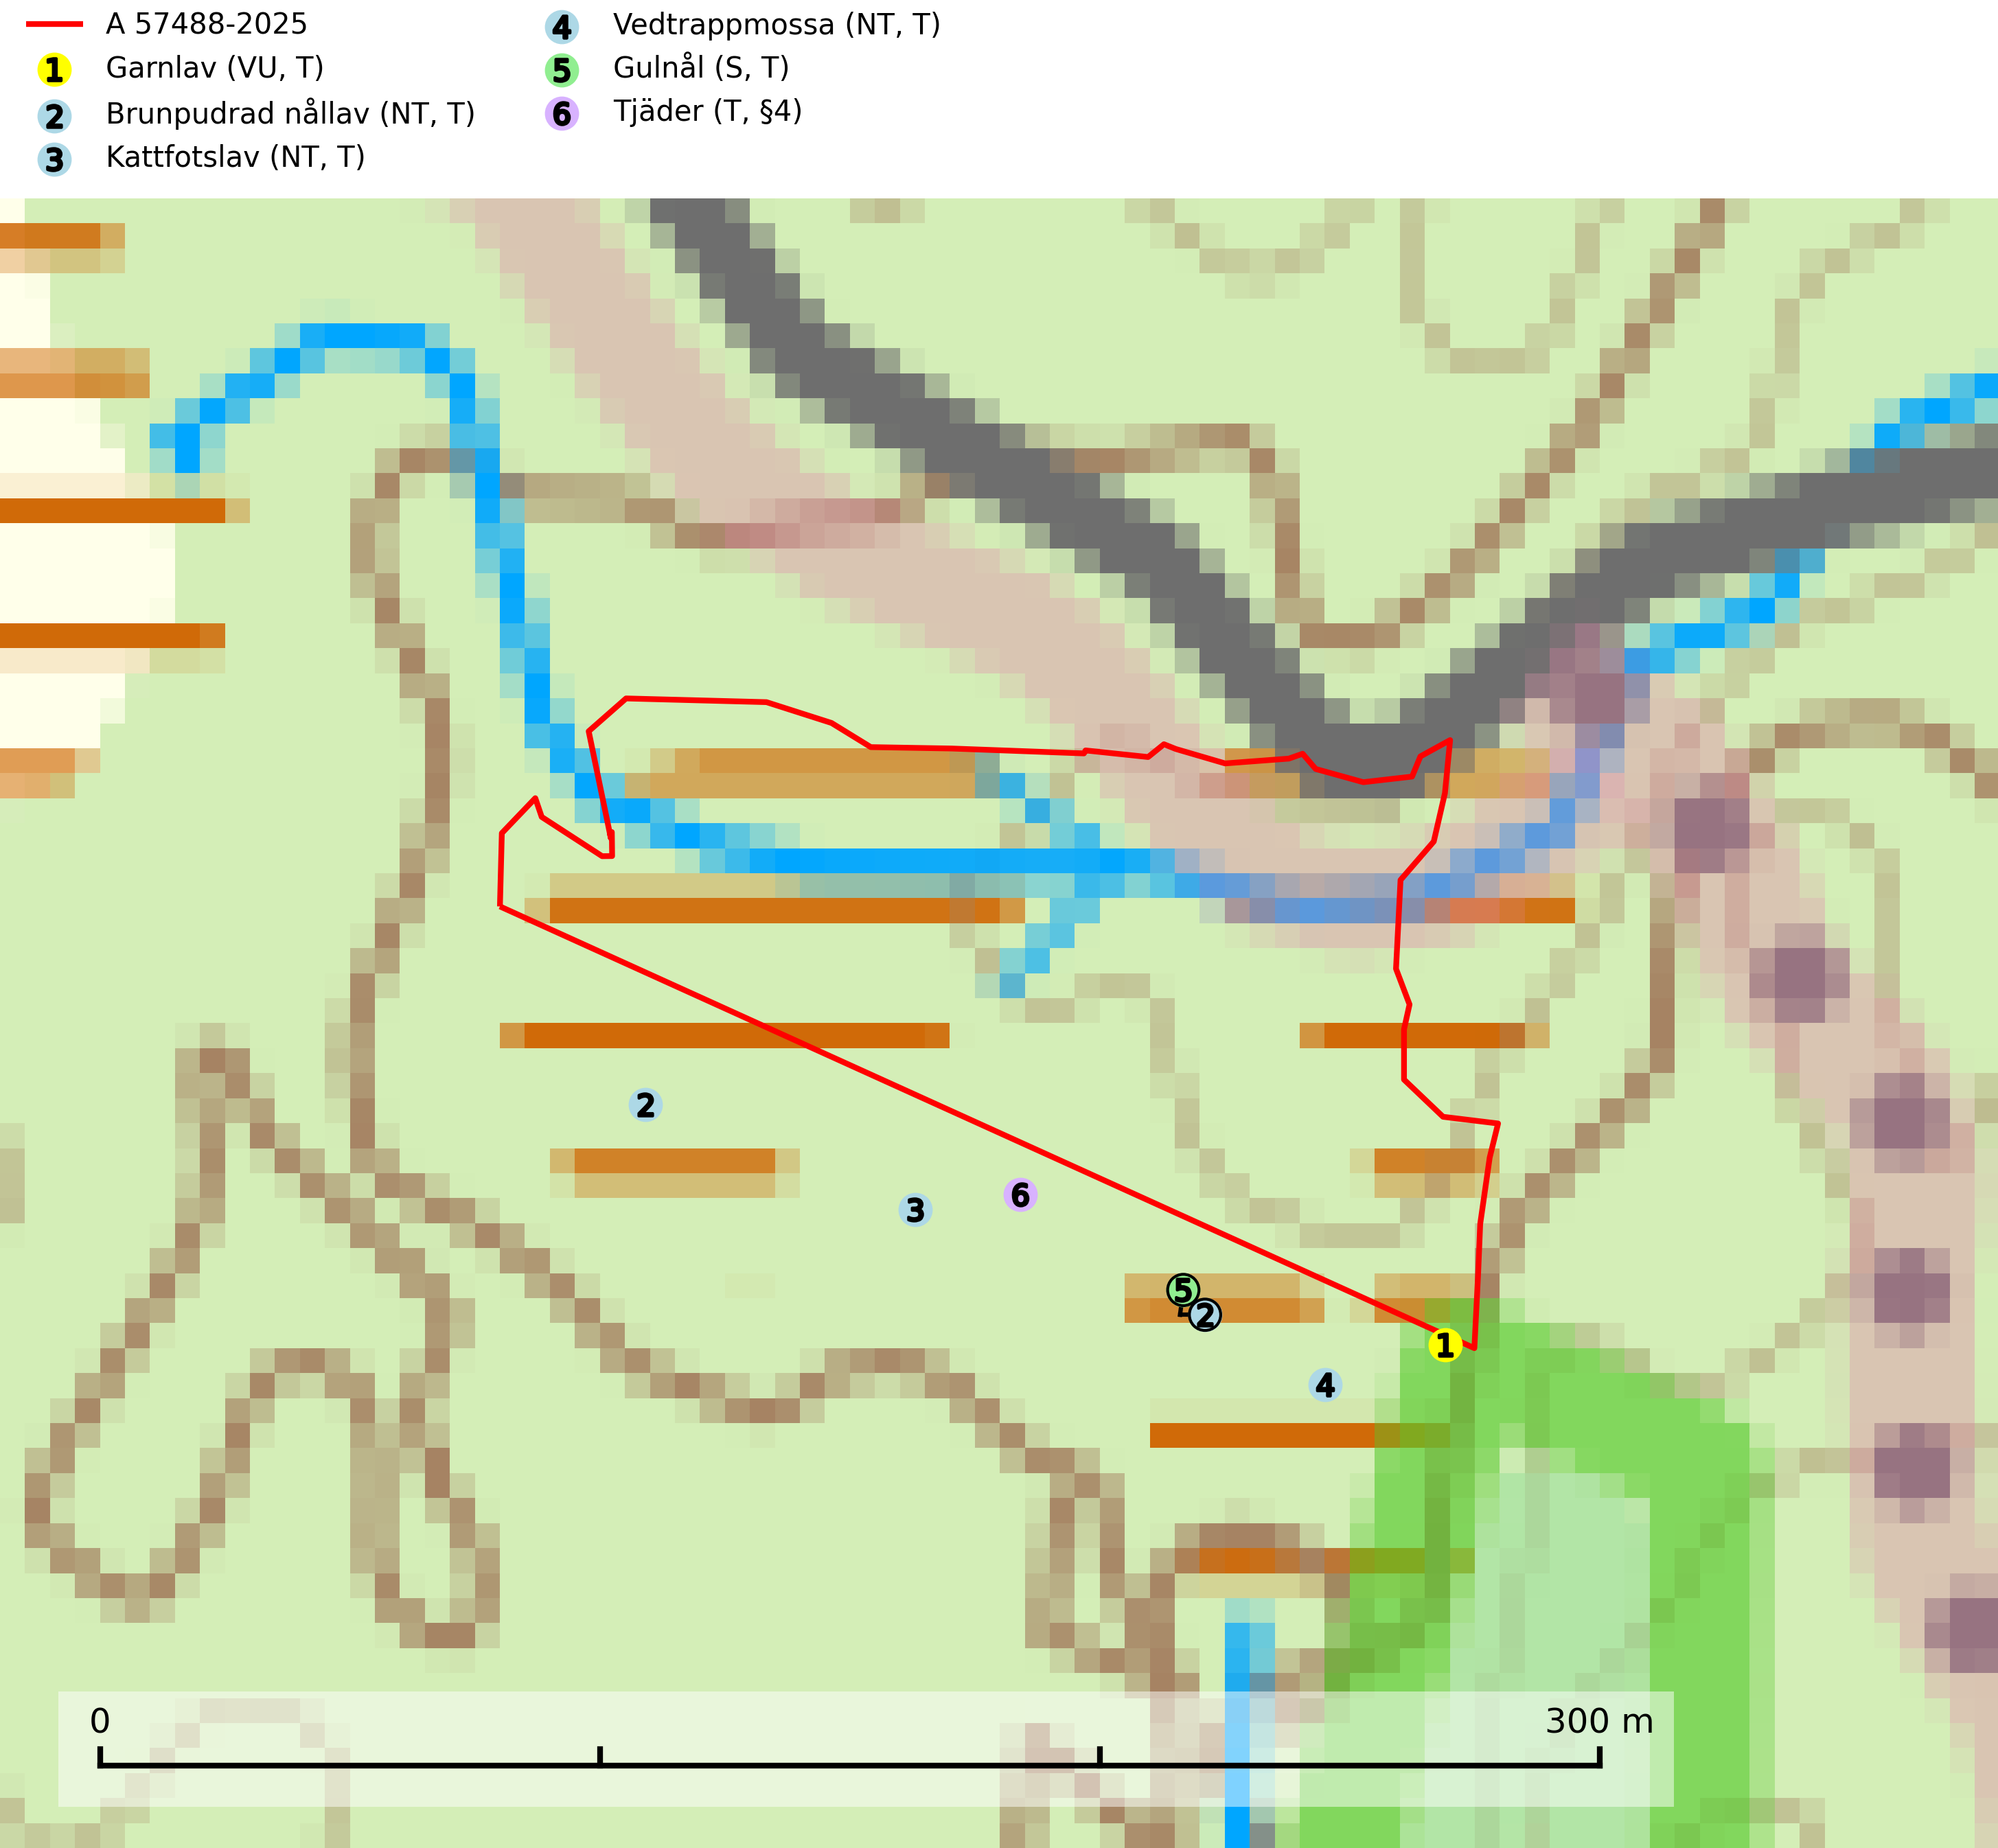 A 57488-2025
1 Garnlav (VU, T)
2 Brunpudrad nållav (NT, T)
3 Kattfotslav (NT, T)
4 Vedtrappmossa (NT, T)
5 Gulnål (S, T)
6 Tjäder (T, §4)
2
3
6
5
2
1
4
0
300 m